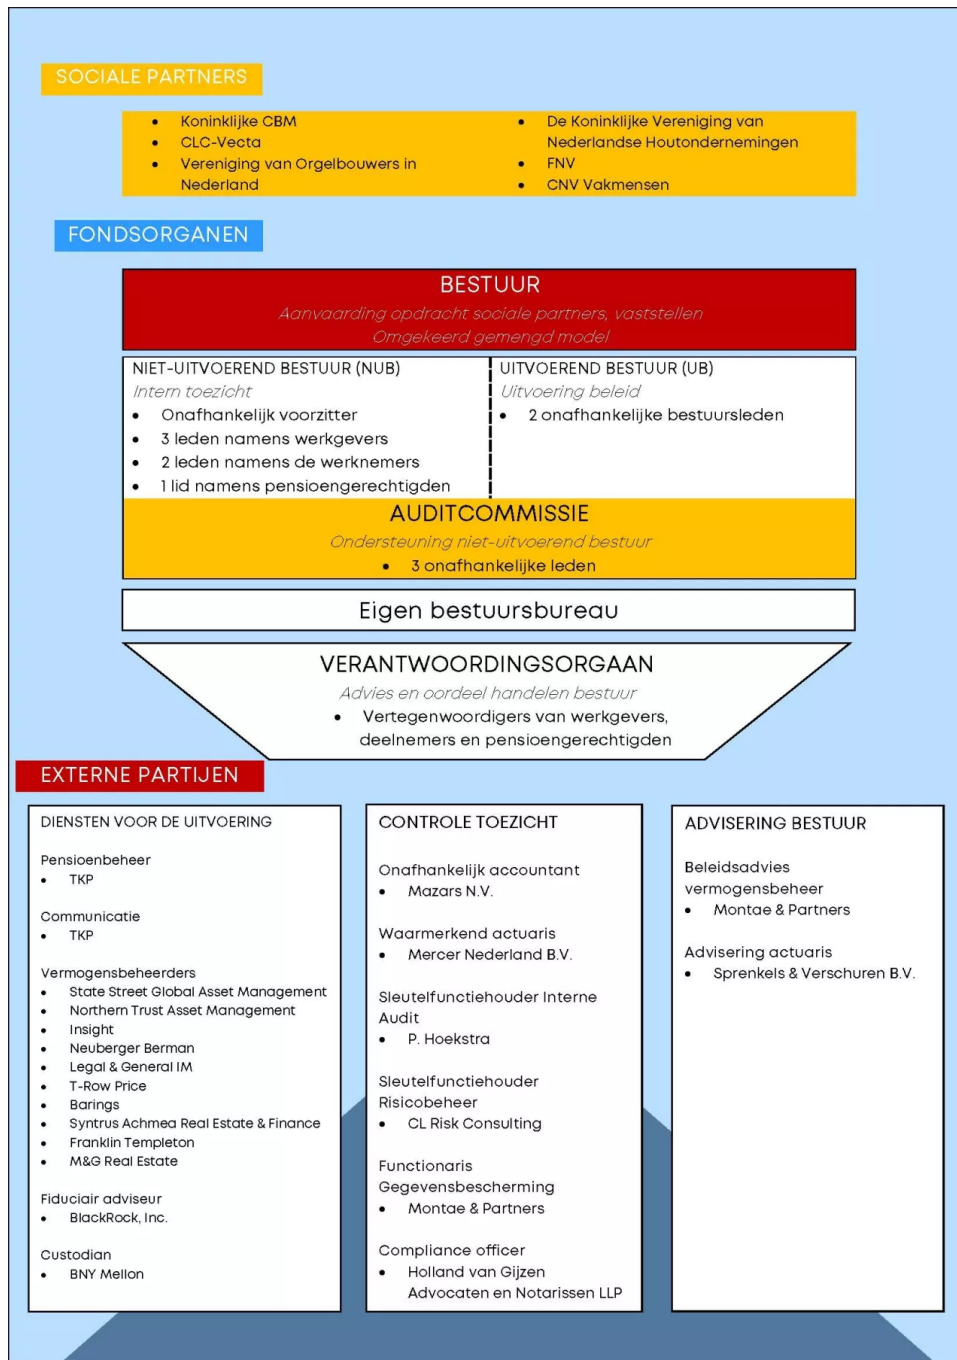 SOCIALE PARTNERS
• Koninklijke CBM
• CLC-Vecta
• Vereniging van Orgelbouwers in
Nederland
• De Koninklijke Vereniging van
Nederlandse Houtondernemingen
• FNV
• CNV Vakmensen
FONDSORGANEN
BESTUUR
Aanvaarding opdracht sociale partners, vaststellen
Omgekeerd gemengd model
NIET-UITVOEREND BESTUUR (NUB)
Intern toezicht
• Onafhankelijk voorzitter
• 3 leden namens werkgevers
• 2 leden namens de werknemers
• 1 lid namens pensioengerechtigden
UITVOEREND BESTUUR (UB)
Uitvoering beleid
• 2 onafhankelijke bestuursleden
AUDITCOMMISSIE
Ondersteuning niet-uitvoerend bestuur
• 3 onafhankelijke leden
Eigen bestuursbureau
VERANTWOORDINGSORGAAN
Advies en oordeel handelen bestuur
• Vertegenwoordigers van werkgevers,
deelnemers en pensioengerechtigden
EXTERNE PARTIJEN
DIENSTEN VOOR DE UITVOERING
Pensioenbeheer
• TKP
Communicatie
• TKP
Vermogensbeheerders
• State Street Global Asset Management
• Northern Trust Asset Management
• Insight
• Neuberger Berman
• Legal & General IM
• T-Row Price
• Barings
• Syntrus Achmea Real Estate & Finance
• Franklin Templeton
• M&G Real Estate
Fiduciair adviseur
• BlackRock, Inc.
Custodian
• BNY Mellon
CONTROLE TOEZICHT
Onafhankelijk accountant
• Mazars N.V.
Waarmerkend actuaris
• Mercer Nederland B.V.
Sleutelfunctiehouder Interne
Audit
• P. Hoekstra
Sleutelfunctiehouder
Risicobeheer
• CL Risk Consulting
Functionaris
Gegevensbescherming
• Montae & Partners
Compliance officer
• Holland van Gijzen
Advocaten en Notarissen LLP
ADVISERING BESTUUR
Beleidsadvies
vermogensbeheer
• Montae & Partners
Advisering actuaris
• Sprenkels & Verschuren B.V.